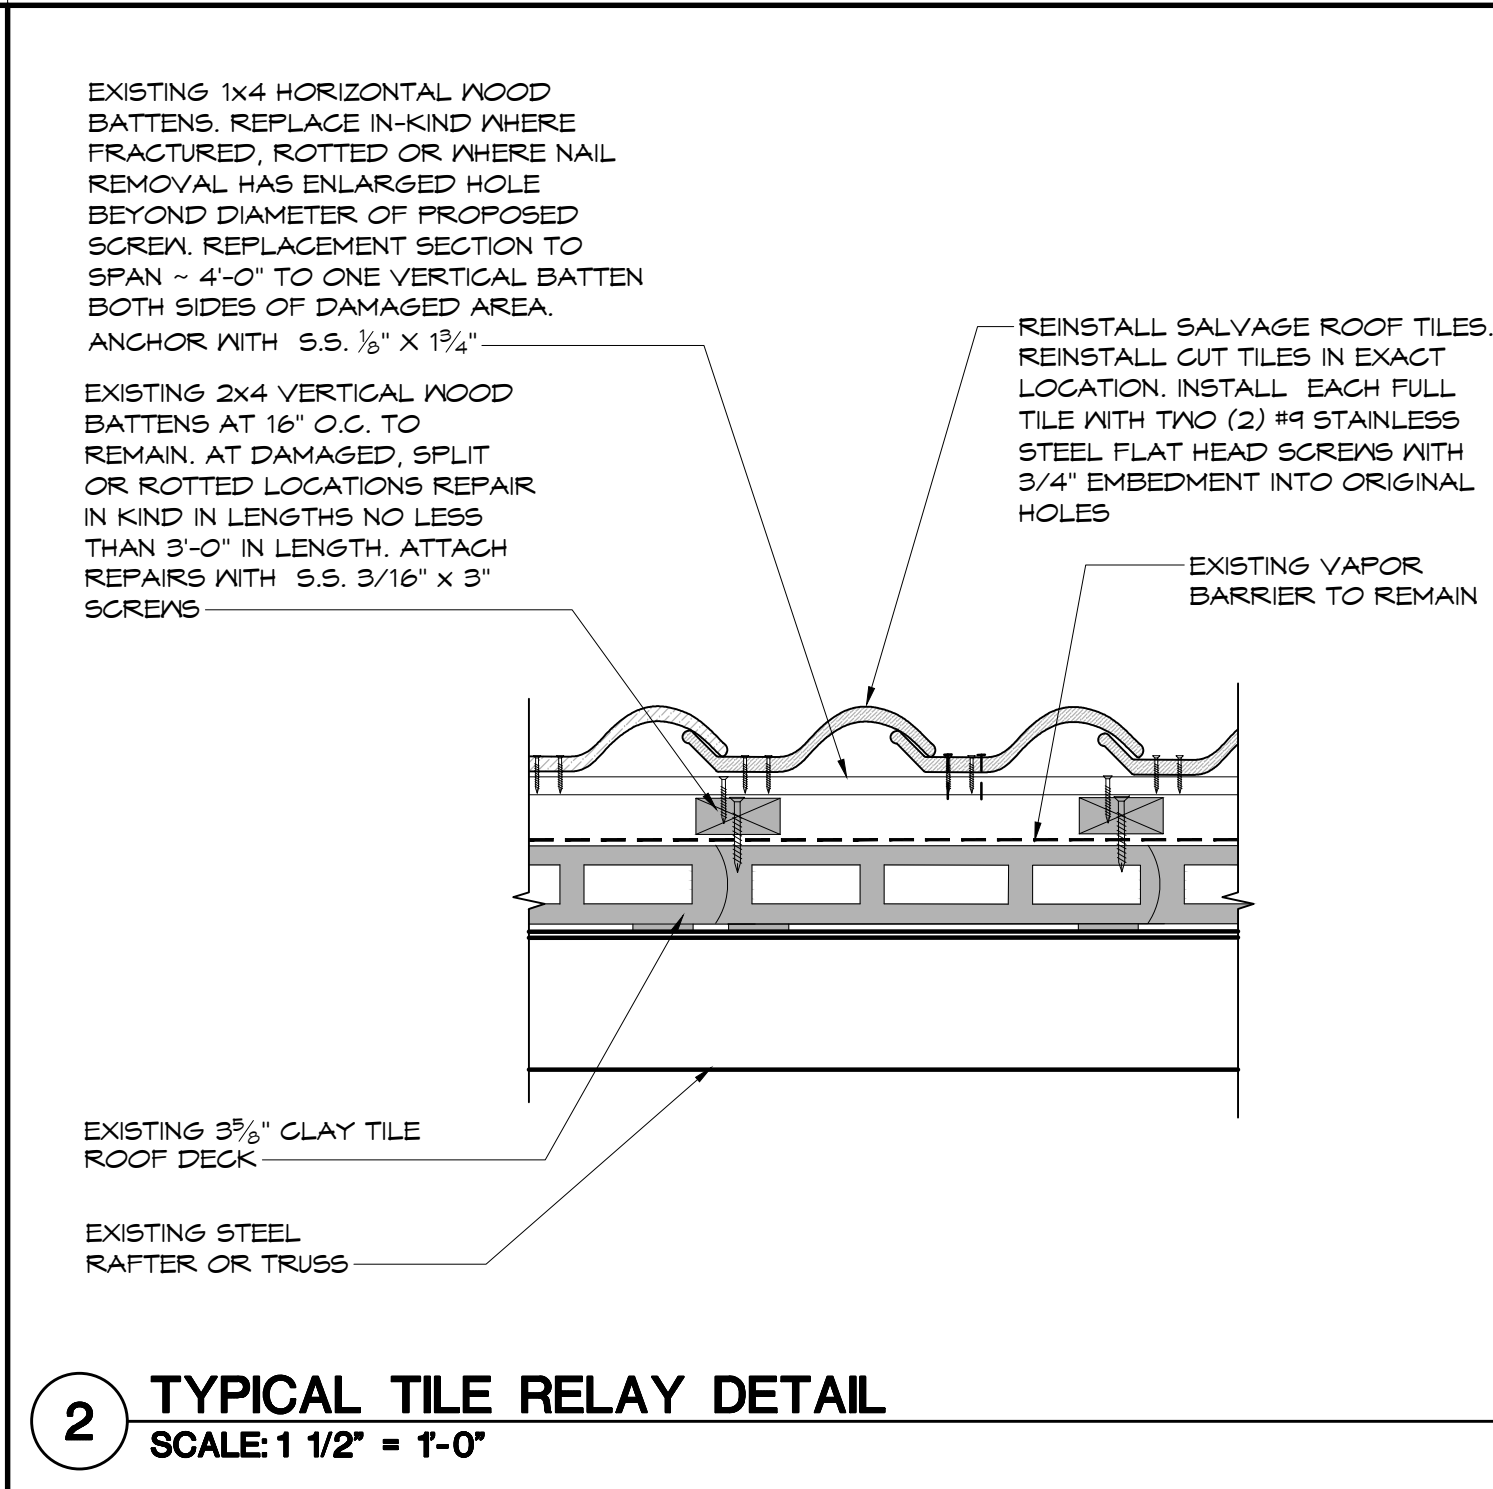 EXISTING 1x4 HORIZONTAL WOOD
BATTENS. REPLACE IN-KIND WHERE
FRACTURED, ROTTED OR WHERE NAIL
REMOVAL HAS ENLARGED HOLE
BEYOND DIAMETER OF PROPOSED
SCREW. REPLACEMENT SECTION TO
SPAN ~ 4'-0" TO ONE VERTICAL BATTEN
BOTH SIDES OF DAMAGED AREA.
ANCHOR WITH S.S. 1/8" X 1 3/4"
EXISTING 2x4 VERTICAL WOOD
BATTENS AT 16" O.C. TO
REMAIN. AT DAMAGED, SPLIT
OR ROTTED LOCATIONS REPAIR
IN KIND IN LENGTHS NO LESS
THAN 3'-0" IN LENGTH. ATTACH
REPAIRS WITH S.S. 3/16" x 3"
SCREWS
REINSTALL SALVAGE ROOF TILES.
REINSTALL CUT TILES IN EXACT
LOCATION. INSTALL EACH FULL
TILE WITH TWO (2) #9 STAINLESS
STEEL FLAT HEAD SCREWS WITH
3/4" EMBEDMENT INTO ORIGINAL
HOLES
EXISTING VAPOR
BARRIER TO REMAIN
EXISTING 3 5/8" CLAY TILE
ROOF DECK
EXISTING STEEL
RAFTER OR TRUSS
2
TYPICAL TILE RELAY DETAIL
SCALE: 1 1/2" = 1'-0"